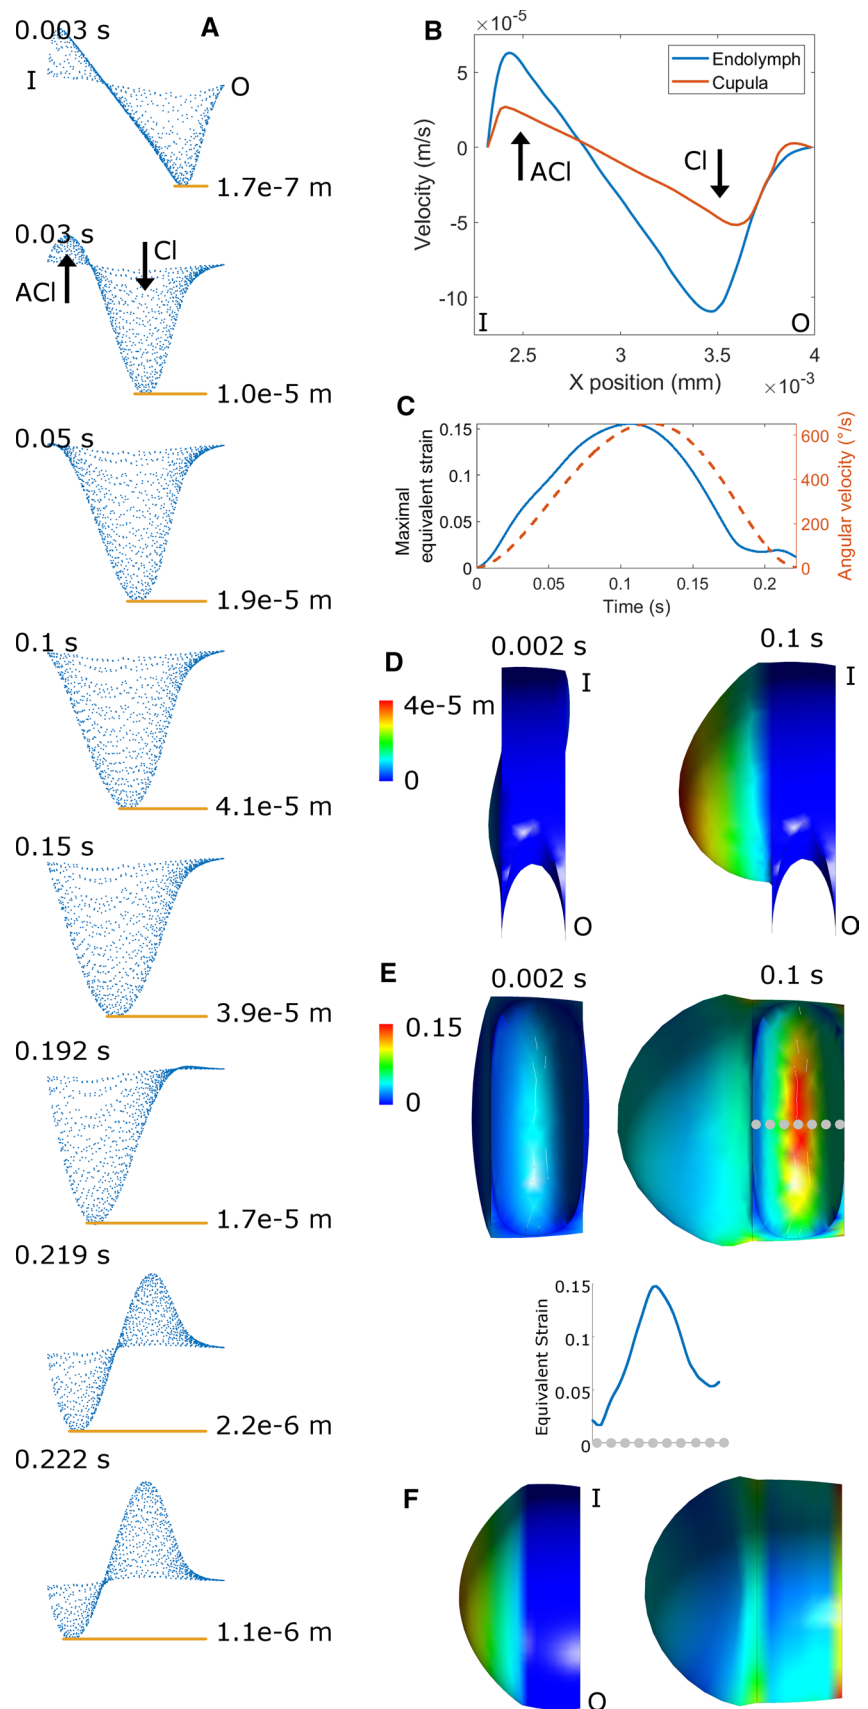 A
0.003 s
I
O
1.7e-7 m
0.03 s
ACl
Cl
1.0e-5 m
0.05 s
1.9e-5 m
0.1 s
4.1e-5 m
0.15 s
3.9e-5 m
0.192 s
1.7e-5 m
0.219 s
2.2e-6 m
0.222 s
1.1e-6 m
B
×10⁻⁵
Endolymph
Cupula
5
0
-5
-10
Velocity (m/s)
ACl
Cl
I
O
2.5
3
3.5
4
X position (mm)
×10⁻³
C
0.15
0.1
0.05
0
Maximal
equivalent strain
600
400
200
0
Angular velocity (°/s)
0
0.05
0.1
0.15
0.2
Time (s)
D
0.002 s
0.1 s
4e-5 m
0
I
I
O
O
E
0.002 s
0.1 s
0.15
0
0.15
0.1
0.05
0
Equivalent Strain
F
I
O